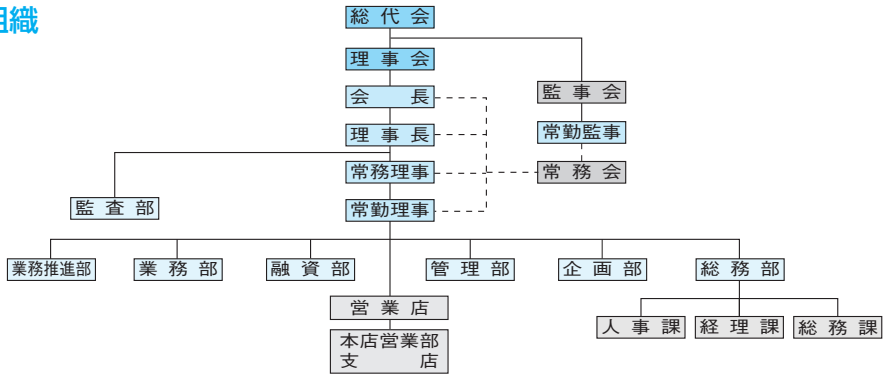 組織
総代会
理事会
会長
監事会
理事長
常勤監事
常務理事
常務会
監査部
常勤理事
業務推進部
業務部
融資部
管理部
企画部
総務部
営業店
人事課
経理課
総務課
本店営業部
支店